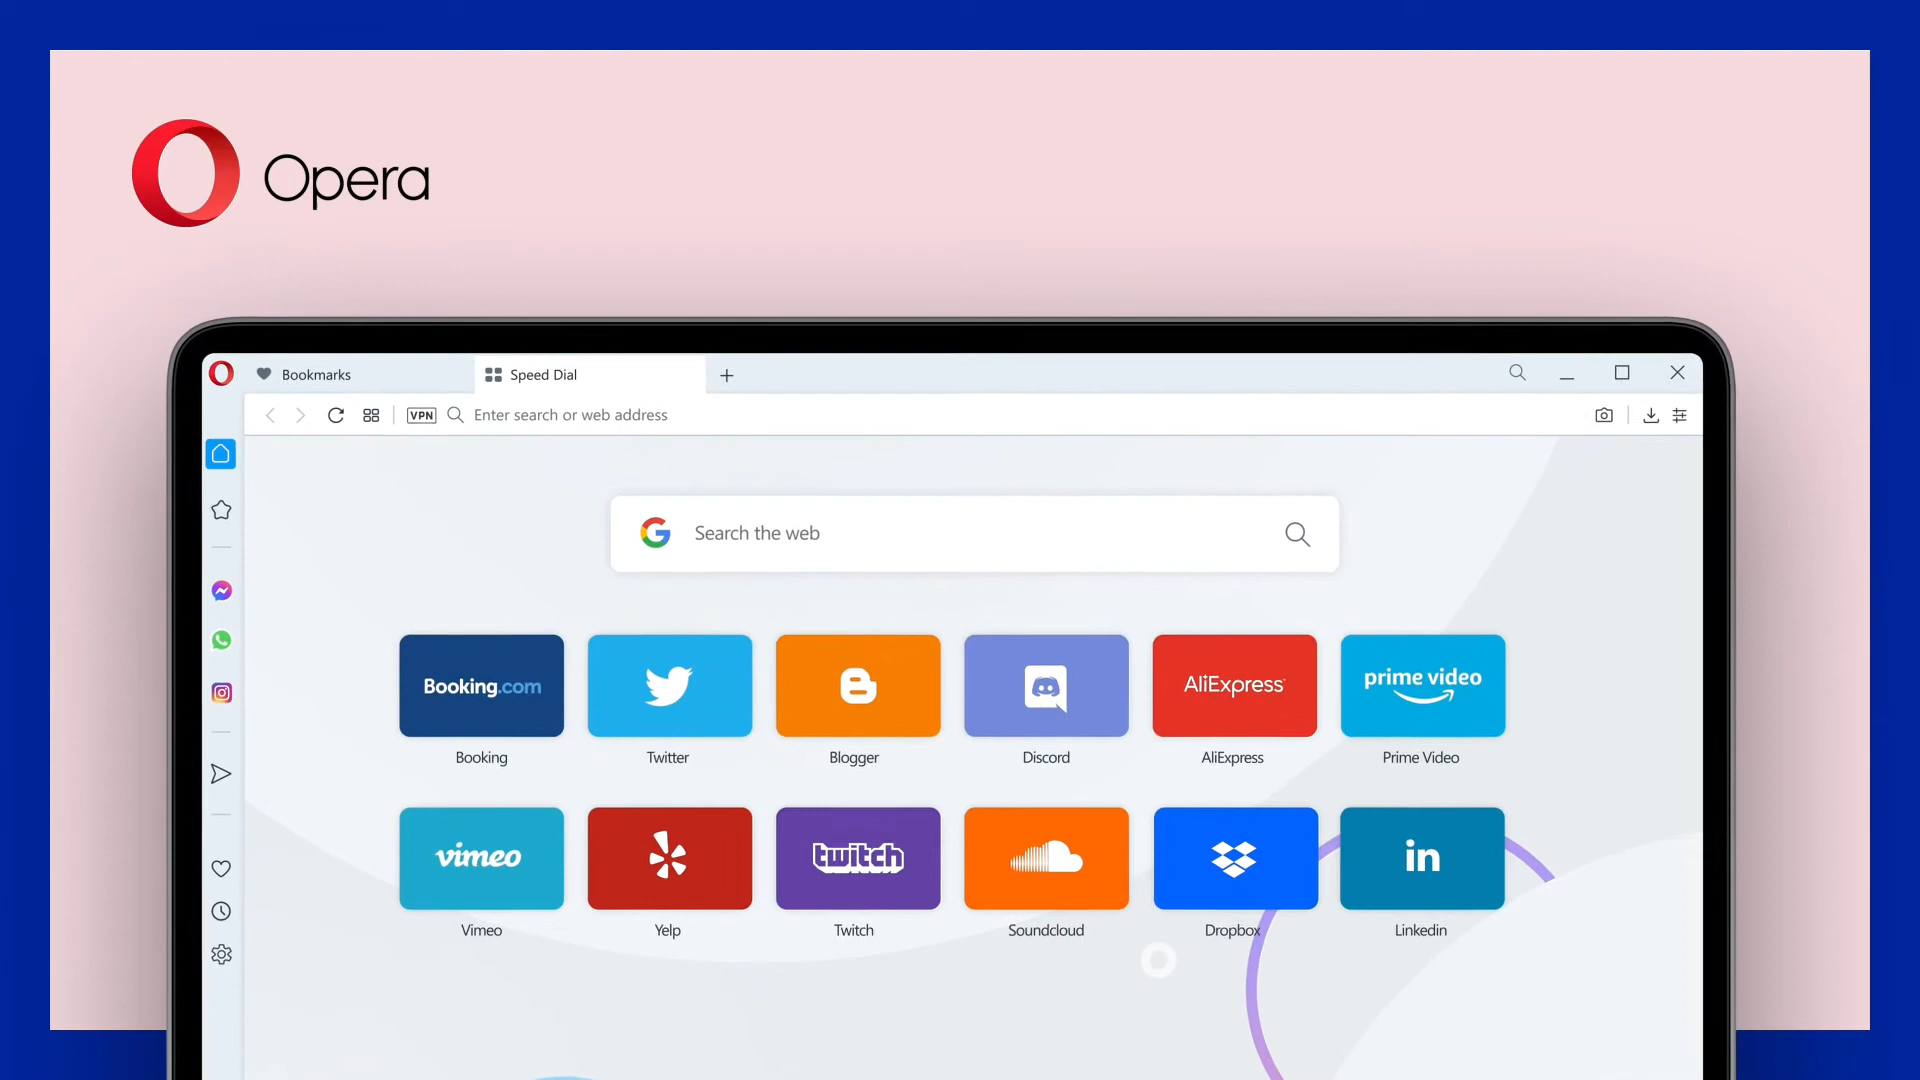 Opera
Bookmarks
Speed Dial
VPN
Enter search or web address
Search the web
Booking.com
prime video
AliExpress
Booking
Twitter
Blogger
Discord
AliExpress
Prime Video
vimeo
twitch
in
Vimeo
Yelp
Twitch
Soundcloud
Dropbox
Linkedin